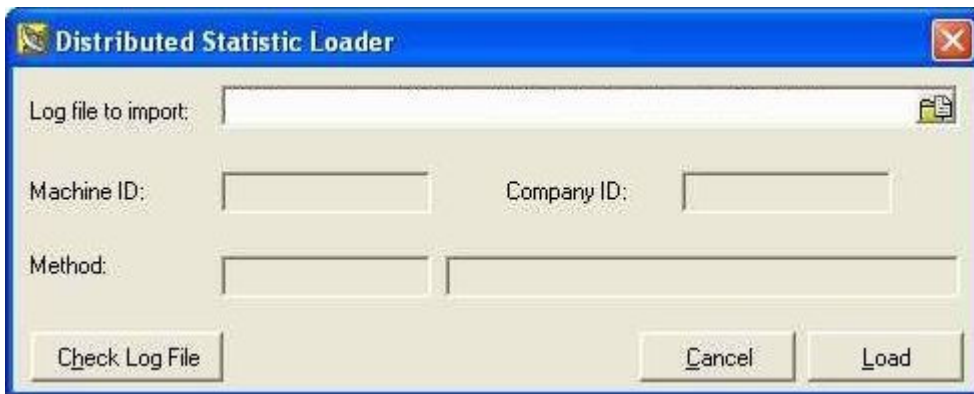 Distributed Statistic Loader
Log file to import:
Machine ID: Company ID:
Method:
Check Log File Cancel Load